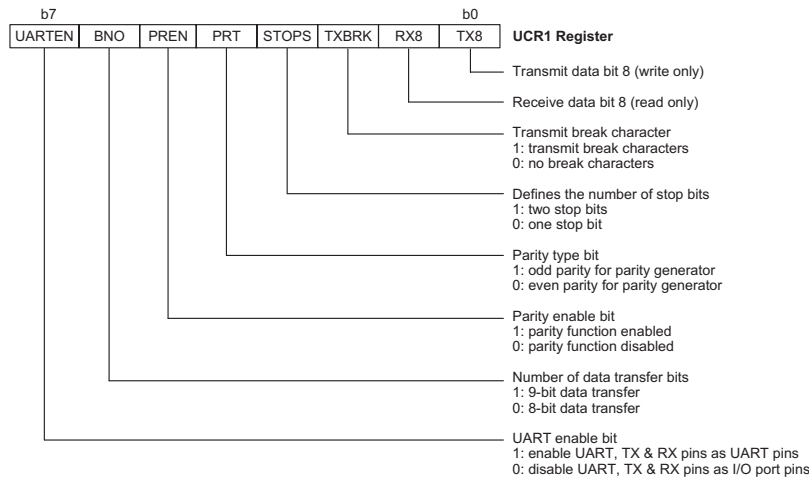 b7 b0
UARTEN BNO PREN PRT STOPS TXBRK RX8 TX8 UCR1 Register
Transmit data bit 8 (write only)
Receive data bit 8 (read only)
Transmit break character
1: transmit break characters
0: no break characters
Defines the number of stop bits
1: two stop bits
0: one stop bit
Parity type bit
1: odd parity for parity generator
0: even parity for parity generator
Parity enable bit
1: parity function enabled
0: parity function disabled
Number of data transfer bits
1: 9-bit data transfer
0: 8-bit data transfer
UART enable bit
1: enable UART, TX & RX pins as UART pins
0: disable UART, TX & RX pins as I/O port pins